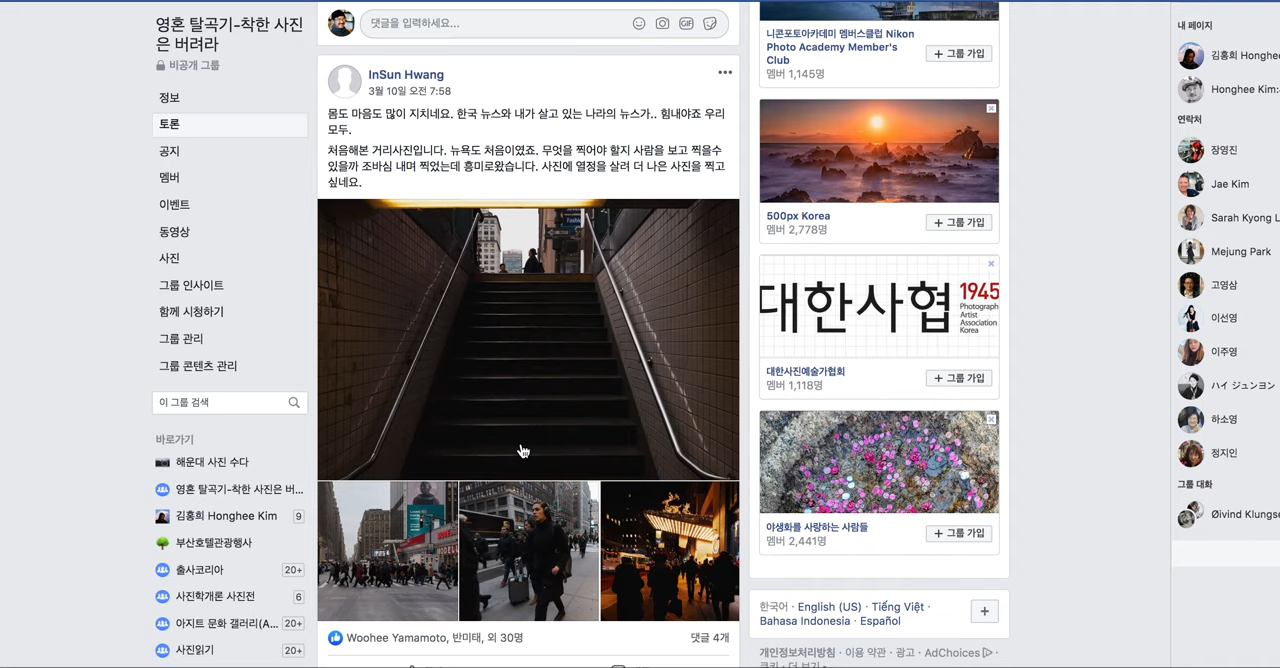 영혼 탈곡기-착한 사진
은 버려라
비공개 그룹
정보
토론
공지
멤버
이벤트
동영상
사진
그룹 인사이트
함께 시청하기
그룹 관리
그룹 콘텐츠 관리
이 그룹 검색
바로가기
해운대 사진 수다
영혼 탈곡기-착한 사진은 버...
김홍희 Honghee Kim 9
부산호텔관광행사
출사코리아 20+
사진학개론 사진전 6
아지트 문화 갤러리(A... 20+
사진읽기 20+
댓글을 입력하세요...
GIF
InSun Hwang
3월 10일 오전 7:58
몸도 마음도 많이 지치네요. 한국 뉴스와 내가 살고 있는 나라의 뉴스가.. 힘내야죠 우리
모두.
처음해본 거리사진입니다. 뉴욕도 처음이였죠. 무엇을 찍어야 할지 사람을 보고 찍을수
있을까 조바심 내며 찍었는데 흥미로왔습니다. 사진에 열정을 살려 더 나은 사진을 찍고
싶네요.
Woohee Yamamoto, 반미태, 외 30명
댓글 4개
니콘포토아카데미 멤버스클럽 Nikon
Photo Academy Member's
Club
멤버 1,145명
+ 그룹 가입
500px Korea
멤버 2,778명
+ 그룹 가입
대한사협
1945
Photograph
Artist
Association
Korea
대한사진예술가협회
멤버 1,118명
+ 그룹 가입
야생화를 사랑하는 사람들
멤버 2,441명
+ 그룹 가입
한국어 · English (US) · Tiếng Việt ·
Bahasa Indonesia · Español
개인정보처리방침 · 이용 약관 · 광고 · AdChoices ·
내 페이지
김홍희 Honghee
Honghee Kim:
연락처
장영진
Jae Kim
Sarah Kyong L
Mejung Park
고영삼
이선영
이주영
ハイ ジュンヨン
하소영
정지인
그룹 대화
Øivind Klungse